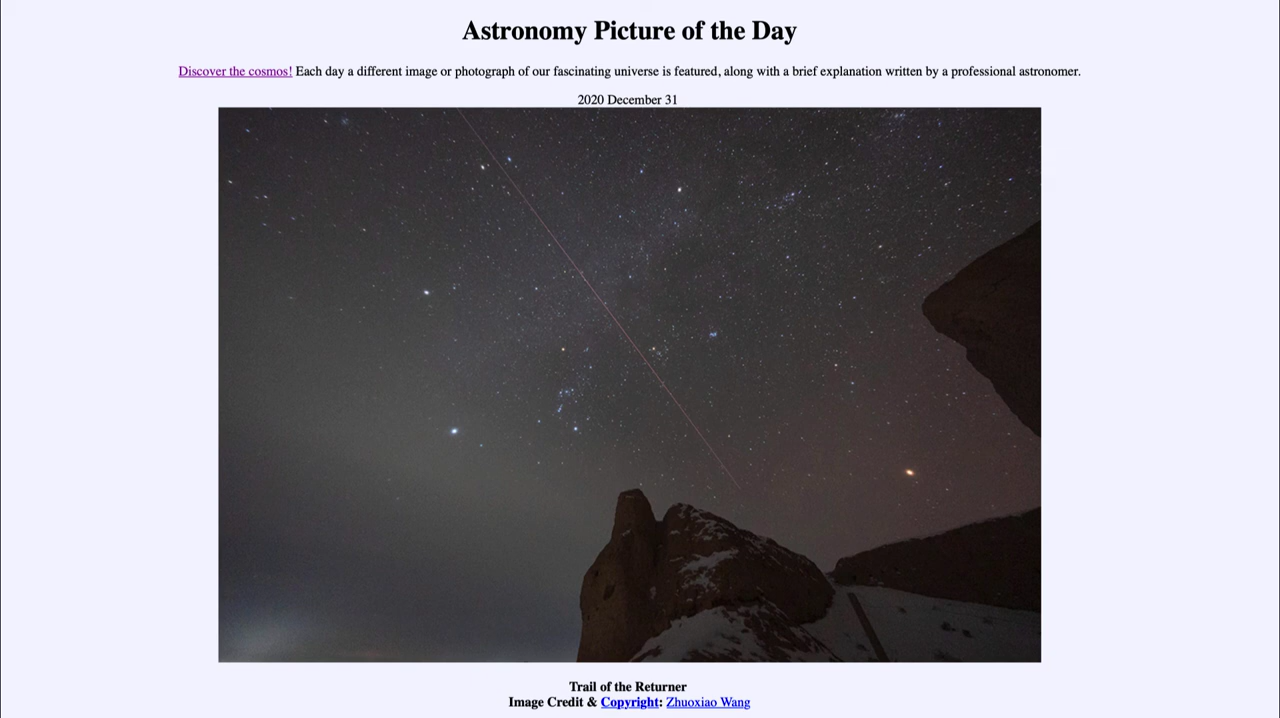 Astronomy Picture of the Day
Discover the cosmos! Each day a different image or photograph of our fascinating universe is featured, along with a brief explanation written by a professional astronomer.
2020 December 31
Trail of the Returner
Image Credit & Copyright: Zhuoxiao Wang